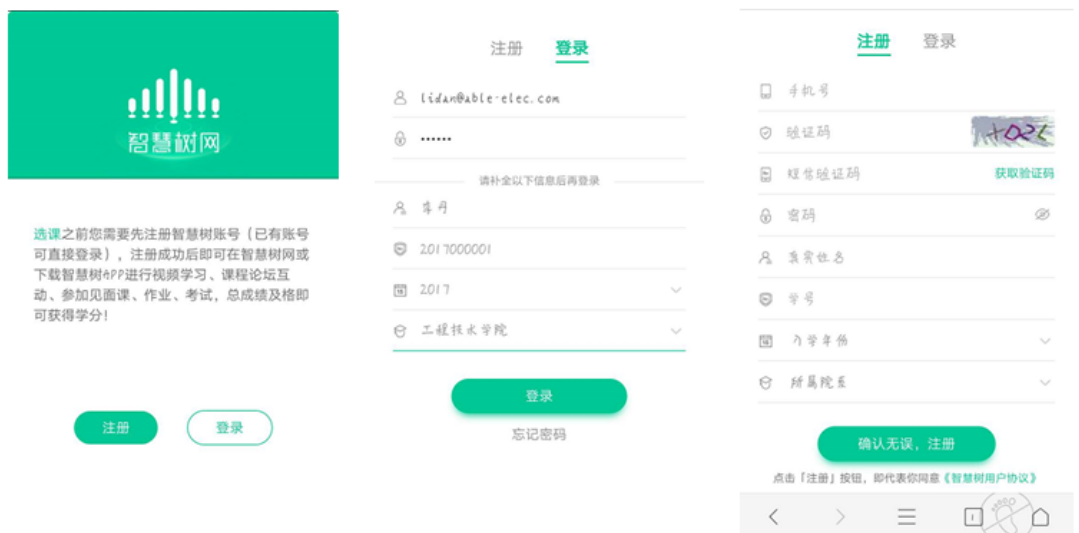 智慧树网
选课之前您需要先注册智慧树账号（已有账号
可直接登录），注册成功后即可在智慧树网或
下载智慧树APP进行视频学习、课程论坛互
动、参加见面课、作业、考试，总成绩及格即
可获得学分！
注册 登录
注册 登录
lidan@able-elec.com
••••••
请补全以下信息后再登录
李丹
2017000001
2017
工程技术学院
登录
忘记密码
注册 登录
手机号
验证码
短信验证码 获取验证码
密码
真实姓名
学号
入学年份
所属院系
确认无误，注册
点击「注册」按钮，即代表你同意《智慧树用户协议》